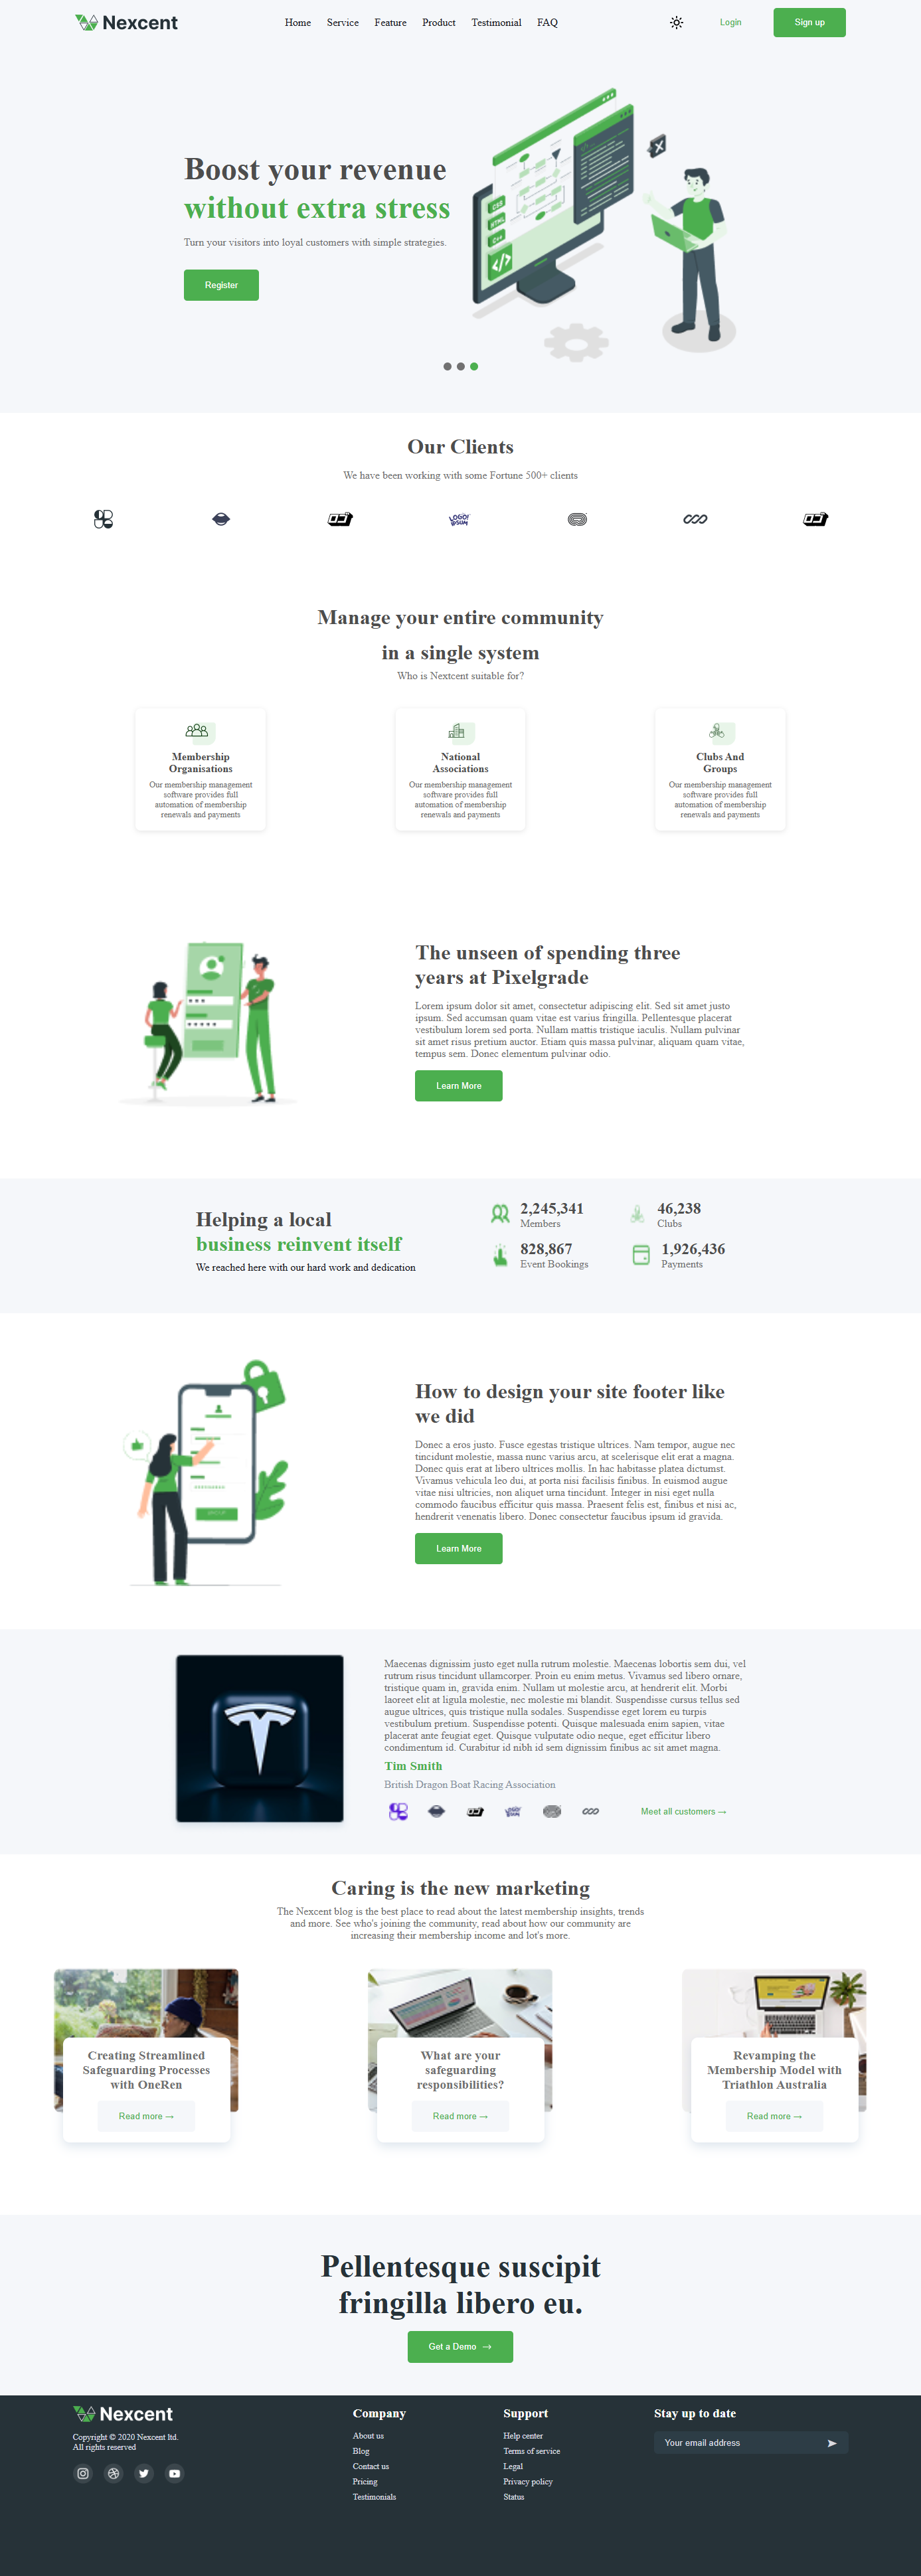 Nexcent
Home Service Feature Product Testimonial FAQ
Login
Sign up
Boost your revenue
without extra stress
Turn your visitors into loyal customers with simple strategies.
Register
CSS
HTML
C++
</>
Our Clients
We have been working with some Fortune 500+ clients
LOGO!
IPSUM
Manage your entire community
in a single system
Who is Nextcent suitable for?
Membership
Organisations
Our membership management
software provides full
automation of membership
renewals and payments
National
Associations
Our membership management
software provides full
automation of membership
renewals and payments
Clubs And
Groups
Our membership management
software provides full
automation of membership
renewals and payments
The unseen of spending three
years at Pixelgrade
Lorem ipsum dolor sit amet, consectetur adipiscing elit. Sed sit amet justo
ipsum. Sed accumsan quam vitae est varius fringilla. Pellentesque placerat
vestibulum lorem sed porta. Nullam mattis tristique iaculis. Nullam pulvinar
sit amet risus pretium auctor. Etiam quis massa pulvinar, aliquam quam vitae,
tempus sem. Donec elementum pulvinar odio.
Learn More
Helping a local
business reinvent itself
We reached here with our hard work and dedication
2,245,341
Members
46,238
Clubs
828,867
Event Bookings
1,926,436
Payments
How to design your site footer like
we did
Donec a eros justo. Fusce egestas tristique ultrices. Nam tempor, augue nec
tincidunt molestie, massa nunc varius arcu, at scelerisque elit erat a magna.
Donec quis erat at libero ultrices mollis. In hac habitasse platea dictumst.
Vivamus vehicula leo dui, at porta nisi facilisis finibus. In euismod augue
vitae nisi ultricies, non aliquet urna tincidunt. Integer in nisi eget nulla
commodo faucibus efficitur quis massa. Praesent felis est, finibus et nisi ac,
hendrerit venenatis libero. Donec consectetur faucibus ipsum id gravida.
Learn More
Maecenas dignissim justo eget nulla rutrum molestie. Maecenas lobortis sem dui, vel
rutrum risus tincidunt ullamcorper. Proin eu enim metus. Vivamus sed libero ornare,
tristique quam in, gravida enim. Nullam ut molestie arcu, at hendrerit elit. Morbi
laoreet elit at ligula molestie, nec molestie mi blandit. Suspendisse cursus tellus sed
augue ultrices, quis tristique nulla sodales. Suspendisse eget lorem eu turpis
vestibulum pretium. Suspendisse potenti. Quisque malesuada enim sapien, vitae
placerat ante feugiat eget. Quisque vulputate odio neque, eget efficitur libero
condimentum id. Curabitur id nibh id sem dignissim finibus ac sit amet magna.
Tim Smith
British Dragon Boat Racing Association
LOGO!
IPSUM
Meet all customers →
Caring is the new marketing
The Nexcent blog is the best place to read about the latest membership insights, trends
and more. See who's joining the community, read about how our community are
increasing their membership income and lot's more.
Creating Streamlined
Safeguarding Processes
with OneRen
Read more →
What are your
safeguarding
responsibilities?
Read more →
Revamping the
Membership Model with
Triathlon Australia
Read more →
Pellentesque suscipit
fringilla libero eu.
Get a Demo →
Nexcent
Copyright © 2020 Nexcent ltd.
All rights reserved
Company
About us
Blog
Contact us
Pricing
Testimonials
Support
Help center
Terms of service
Legal
Privacy policy
Status
Stay up to date
Your email address